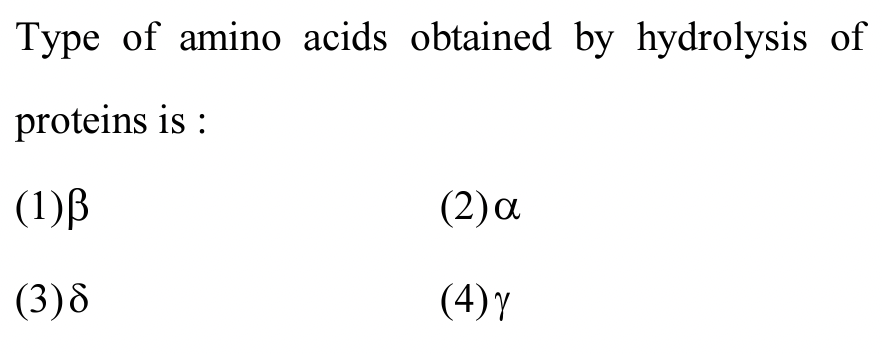 Type of amino acids obtained by hydrolysis of
proteins is :
(1)β (2)α
(3)δ (4)γ